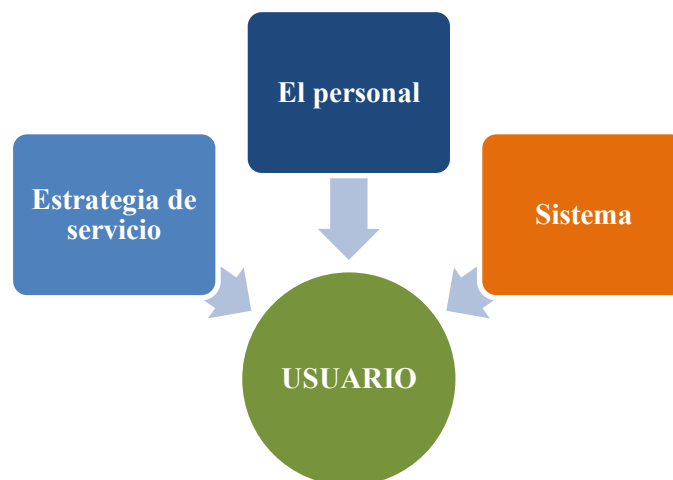 El personal
Estrategia de
servicio
Sistema
USUARIO